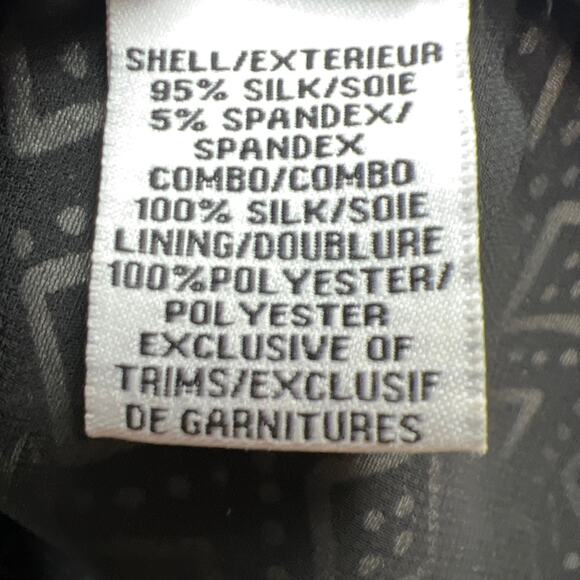 SHELL/EXTERIEUR
95% SILK/SOIE
5% SPANDEX/
SPANDEX
COMBO/COMBO
100% SILK/SOIE
LINING/DOUBLURE
100%POLYESTER/
POLYESTER
EXCLUSIVE OF
TRIMS/EXCLUSIF
DE GARNITURES